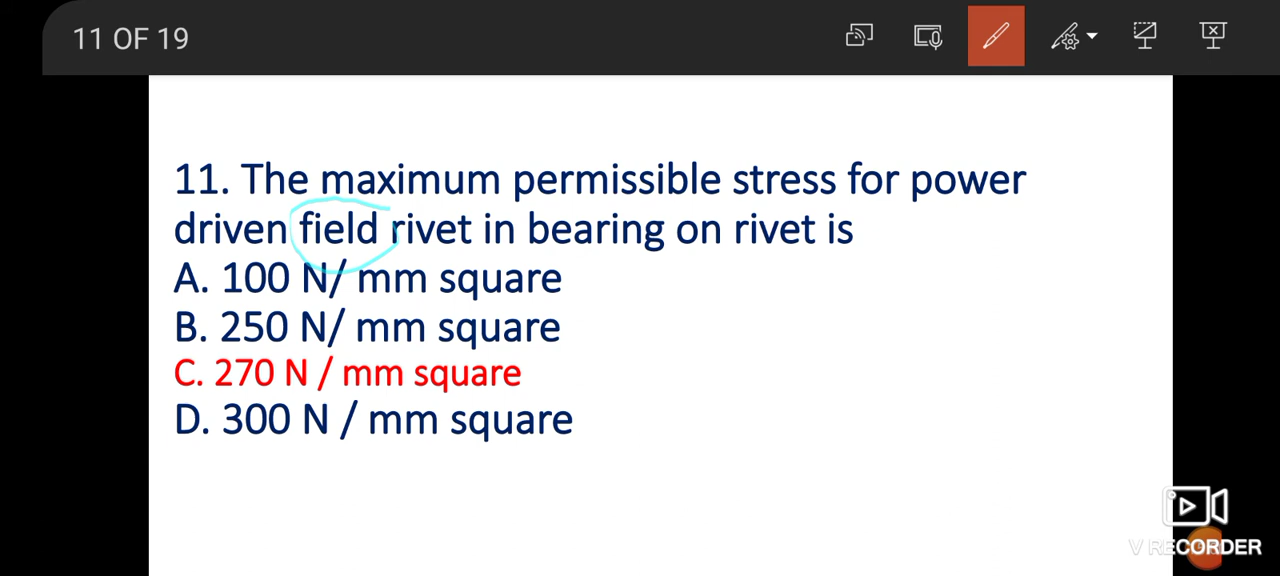 11 OF 19
11. The maximum permissible stress for power
driven field rivet in bearing on rivet is
A. 100 N/ mm square
B. 250 N/ mm square
C. 270 N / mm square
D. 300 N / mm square
V RECORDER